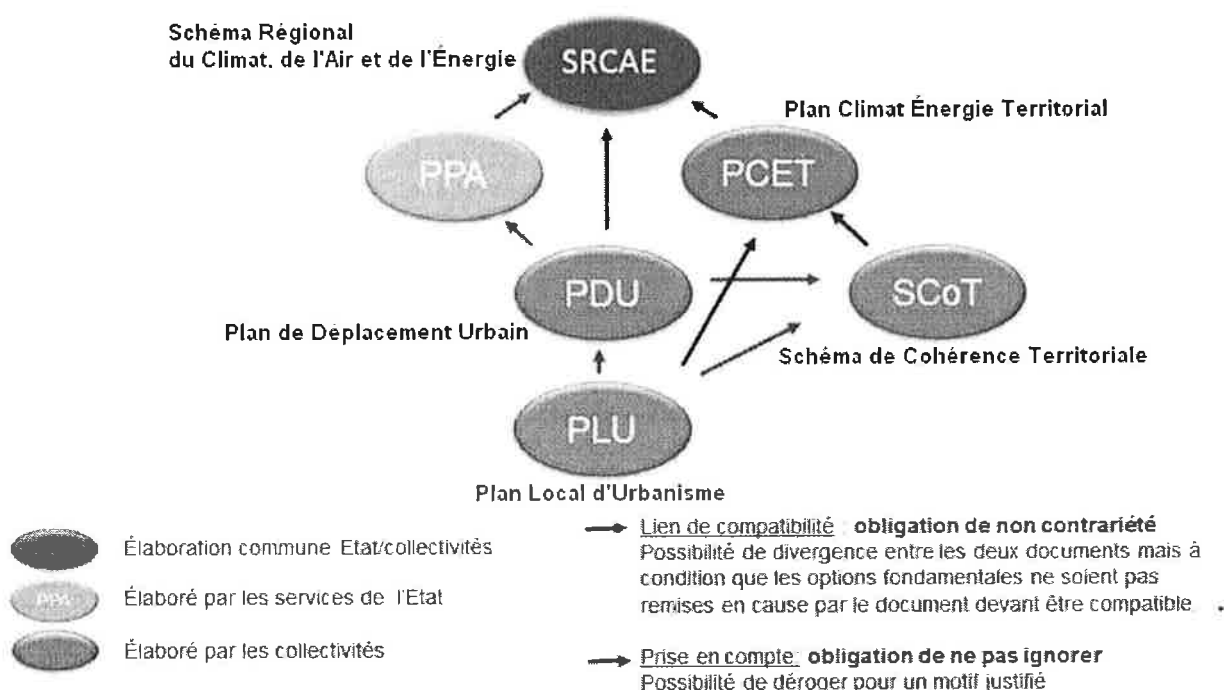 Schéma Régional
du Climat. de l'Air et de l'Énergie
SRCAE
Plan Climat Énergie Territorial
PPA
PCET
PDU
SCoT
Plan de Déplacement Urbain
Schéma de Cohérence Territoriale
PLU
Plan Local d'Urbanisme
Élaboration commune Etat/collectivités
PPA Élaboré par les services de l'Etat
Élaboré par les collectivités
Lien de compatibilité : obligation de non contrariété
Possibilité de divergence entre les deux documents mais à
condition que les options fondamentales ne soient pas
remises en cause par le document devant être compatible.
Prise en compte: obligation de ne pas ignorer
Possibilité de déroger pour un motif justifié